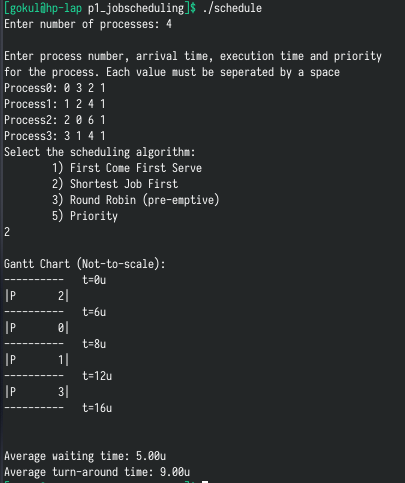 [gokul@hp-lap p1_jobscheduling]$ ./schedule
Enter number of processes: 4
Enter process number, arrival time, execution time and priority
for the process. Each value must be seperated by a space
Process0: 0 3 2 1
Process1: 1 2 4 1
Process2: 2 0 6 1
Process3: 3 1 4 1
Select the scheduling algorithm:
1) First Come First Serve
2) Shortest Job First
3) Round Robin (pre-emptive)
5) Priority
2
Gantt Chart (Not-to-scale):
---------- t=0u
|P 2|
---------- t=6u
|P 0|
---------- t=8u
|P 1|
---------- t=12u
|P 3|
---------- t=16u
Average waiting time: 5.00u
Average turn-around time: 9.00u